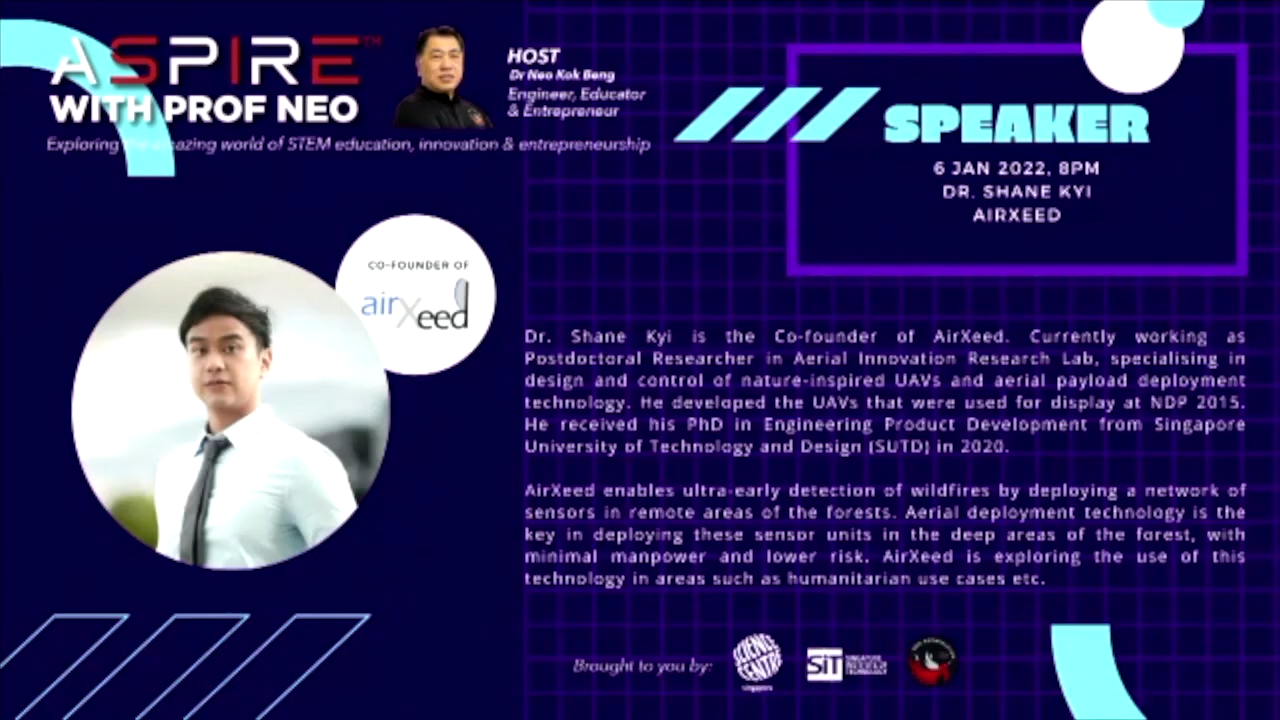 ASPIRE™
WITH PROF NEO
Exploring the amazing world of STEM education, innovation & entrepreneurship
HOST
Dr Neo Kok Beng
Engineer, Educator
& Entrepreneur
SPEAKER
6 JAN 2022, 8PM
DR. SHANE KYI
AIRXEED
CO-FOUNDER OF
airXeed
Dr. Shane Kyi is the Co-founder of AirXeed. Currently working as
Postdoctoral Researcher in Aerial Innovation Research Lab, specialising in
design and control of nature-inspired UAVs and aerial payload deployment
technology. He developed the UAVs that were used for display at NDP 2015.
He received his PhD in Engineering Product Development from Singapore
University of Technology and Design (SUTD) in 2020.
AirXeed enables ultra-early detection of wildfires by deploying a network of
sensors in remote areas of the forests. Aerial deployment technology is the
key in deploying these sensor units in the deep areas of the forest, with
minimal manpower and lower risk. AirXeed is exploring the use of this
technology in areas such as humanitarian use cases etc.
Brought to you by:
SCIENCE
CENTRE
singapore
SiT
SINGAPORE
INSTITUTE OF
TECHNOLOGY